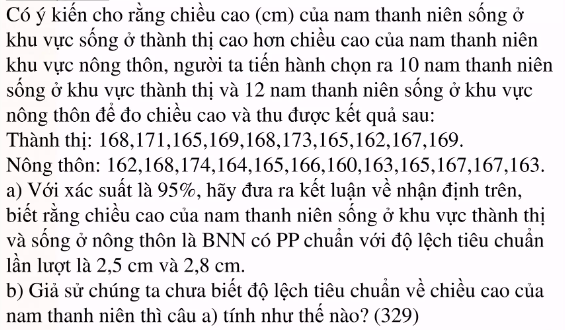 Có ý kiến cho rằng chiều cao (cm) của nam thanh niên sống ở
khu vực sống ở thành thị cao hơn chiều cao của nam thanh niên
khu vực nông thôn, người ta tiến hành chọn ra 10 nam thanh niên
sống ở khu vực thành thị và 12 nam thanh niên sống ở khu vực
nông thôn để đo chiều cao và thu được kết quả sau:
Thành thị: 168,171,165,169,168,173,165,162,167,169.
Nông thôn: 162,168,174,164,165,166,160,163,165,167,167,163.
a) Với xác suất là 95%, hãy đưa ra kết luận về nhận định trên,
biết rằng chiều cao của nam thanh niên sống ở khu vực thành thị
và sống ở nông thôn là BNN có PP chuẩn với độ lệch tiêu chuẩn
lần lượt là 2,5 cm và 2,8 cm.
b) Giả sử chúng ta chưa biết độ lệch tiêu chuẩn về chiều cao của
nam thanh niên thì câu a) tính như thế nào? (329)